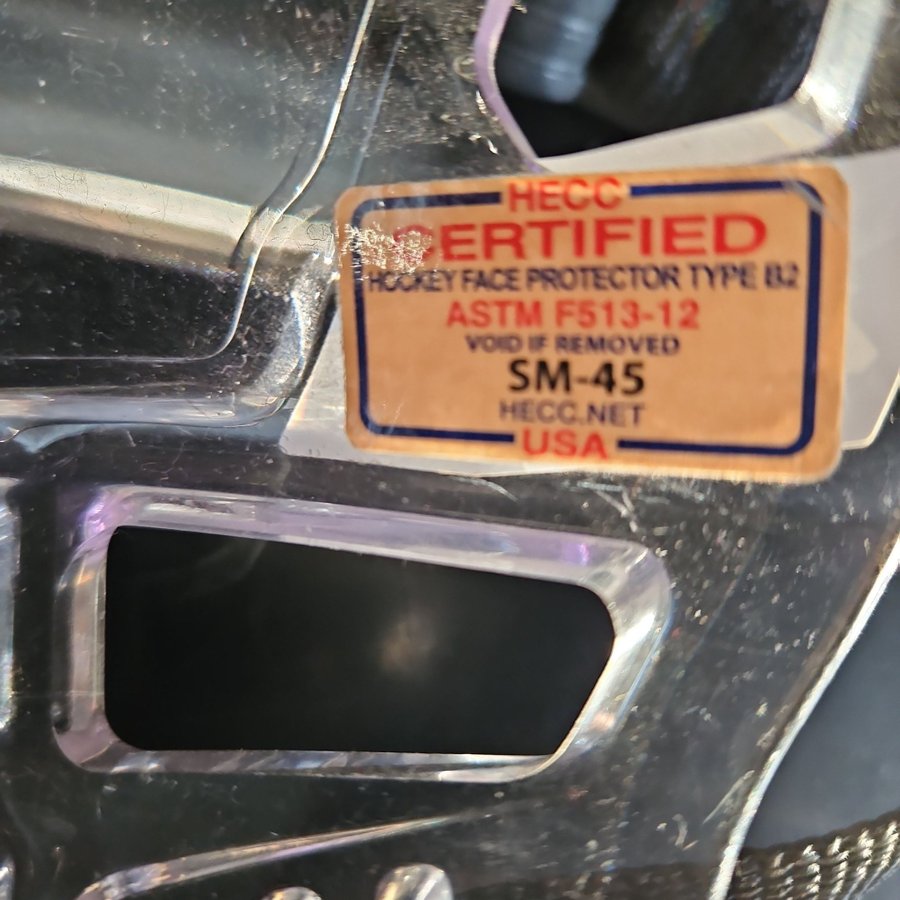 HECC
CERTIFIED
HOCKEY FACE PROTECTOR TYPE B2
ASTM F513-12
VOID IF REMOVED
SM-45
HECC.NET
USA